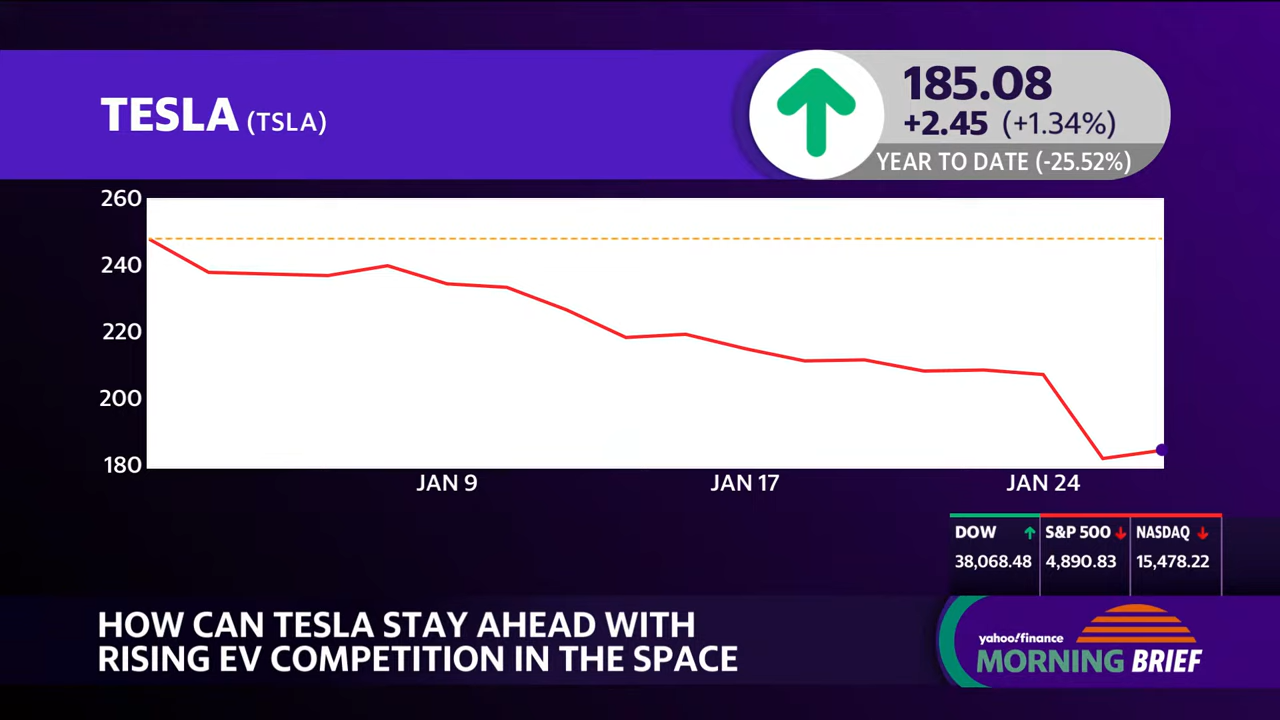 TESLA (TSLA)
185.08
+2.45 (+1.34%)
YEAR TO DATE (-25.52%)
260
240
220
200
180
JAN 9 JAN 17 JAN 24
DOW S&P 500 NASDAQ
38,068.48 4,890.83 15,478.22
HOW CAN TESLA STAY AHEAD WITH
RISING EV COMPETITION IN THE SPACE
yahoo!finance
MORNING BRIEF